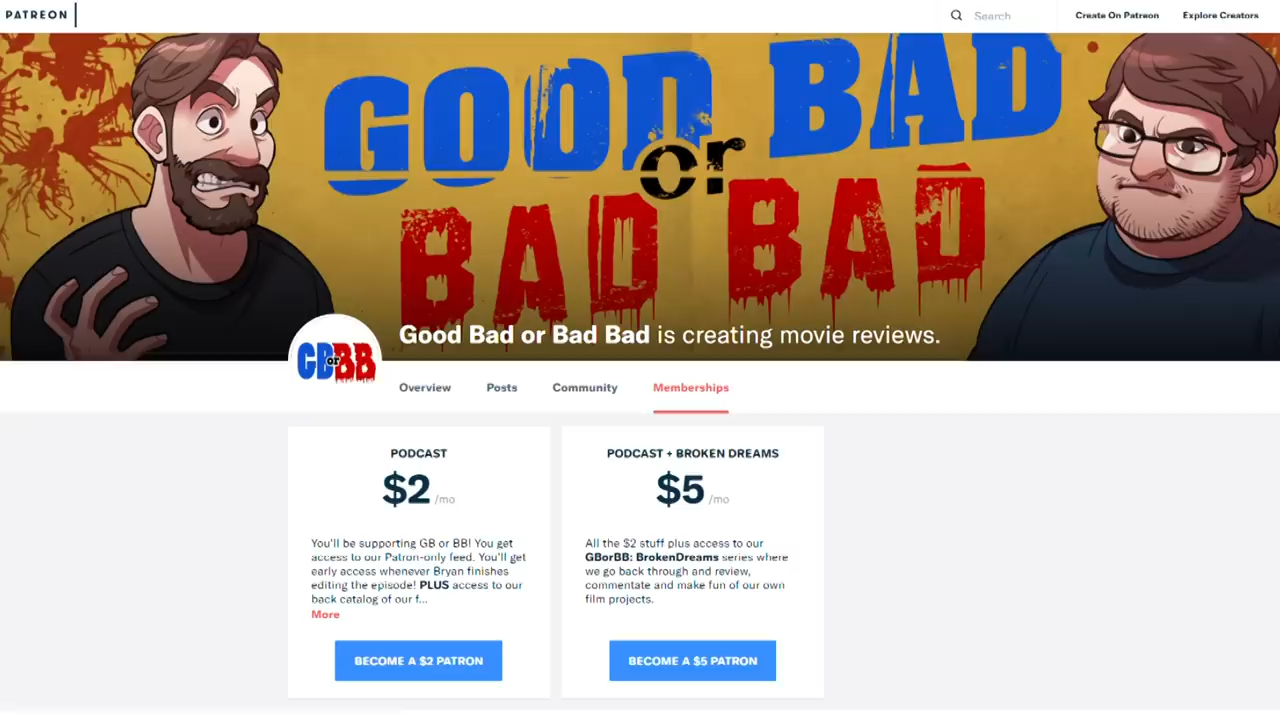 PATREON
Search
Create On Patreon
Explore Creators
GOOD BAD
or
BAD BAD
GB or BB
Good Bad or Bad Bad is creating movie reviews.
Overview
Posts
Community
Memberships
PODCAST
$2 /mo
You'll be supporting GB or BB! You get
access to our Patron-only feed. You'll get
early access whenever Bryan finishes
editing the episode! PLUS access to our
back catalog of our f...
More
BECOME A $2 PATRON
PODCAST + BROKEN DREAMS
$5 /mo
All the $2 stuff plus access to our
GBorBB: BrokenDreams series where
we go back through and review,
commentate and make fun of our own
film projects.
BECOME A $5 PATRON